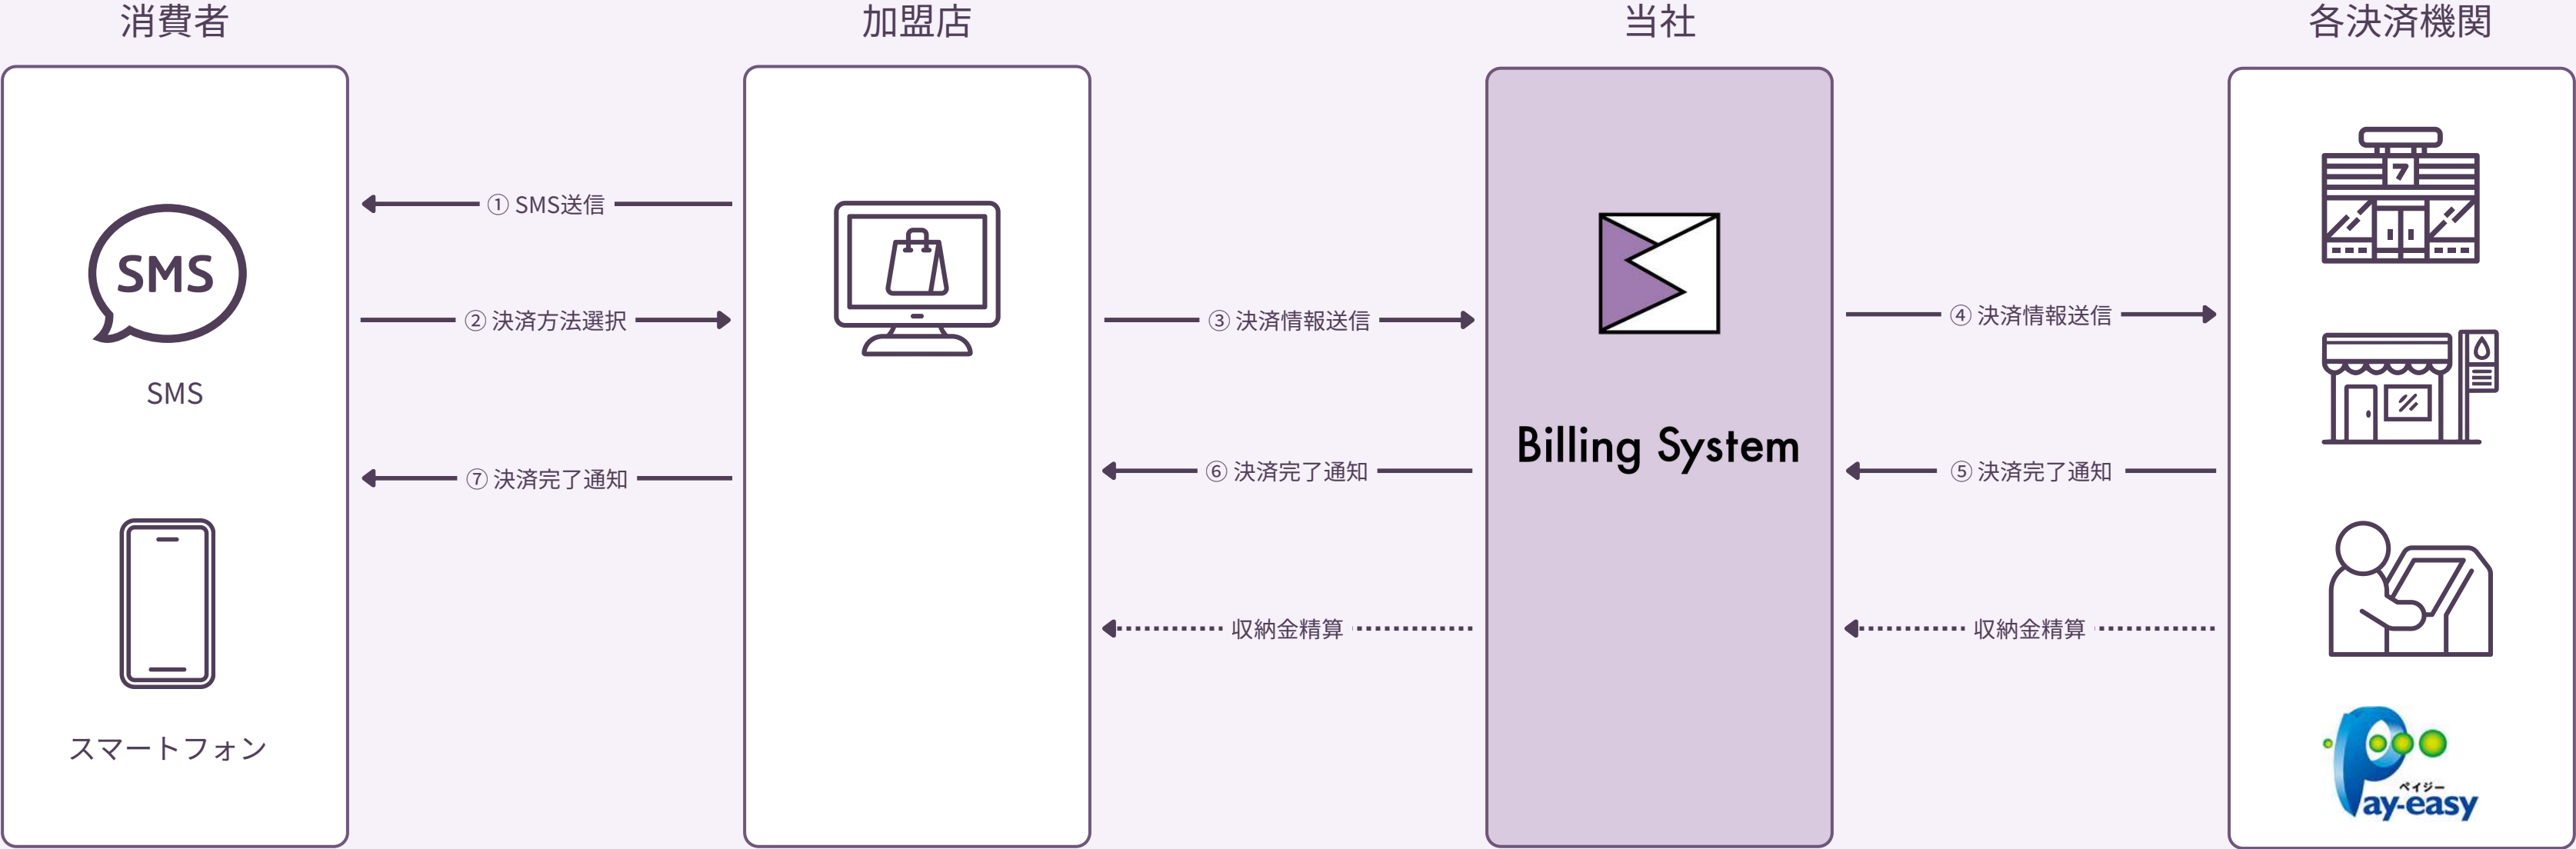 消費者
加盟店
当社
各決済機関
① SMS送信
SMS
② 決済方法選択
③ 決済情報送信
④ 決済情報送信
7
SMS
Billing System
⑦ 決済完了通知
⑥ 決済完了通知
⑤ 決済完了通知
収納金精算
収納金精算
スマートフォン
ペイジー
Pay-easy